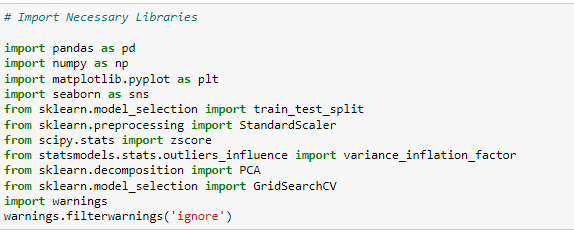 # Import Necessary Libraries
import pandas as pd
import numpy as np
import matplotlib.pyplot as plt
import seaborn as sns
from sklearn.model_selection import train_test_split
from sklearn.preprocessing import StandardScaler
from scipy.stats import zscore
from statsmodels.stats.outliers_influence import variance_inflation_factor
from sklearn.decomposition import PCA
from sklearn.model_selection import GridSearchCV
import warnings
warnings.filterwarnings('ignore')